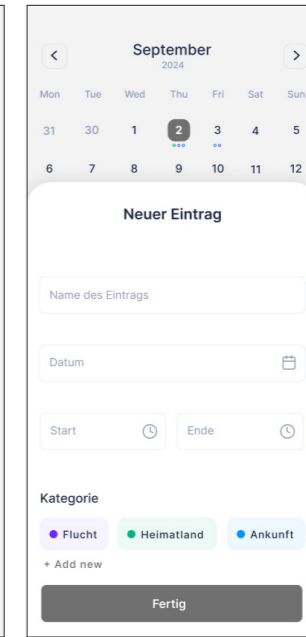 September
2024
Mon Tue Wed Thu Fri Sat Sun
31 30 1 2 3 4 5
6 7 8 9 10 11 12
Neuer Eintrag
Name des Eintrags
Datum
Start Ende
Kategorie
Flucht Heimatland Ankunft
+ Add new
Fertig